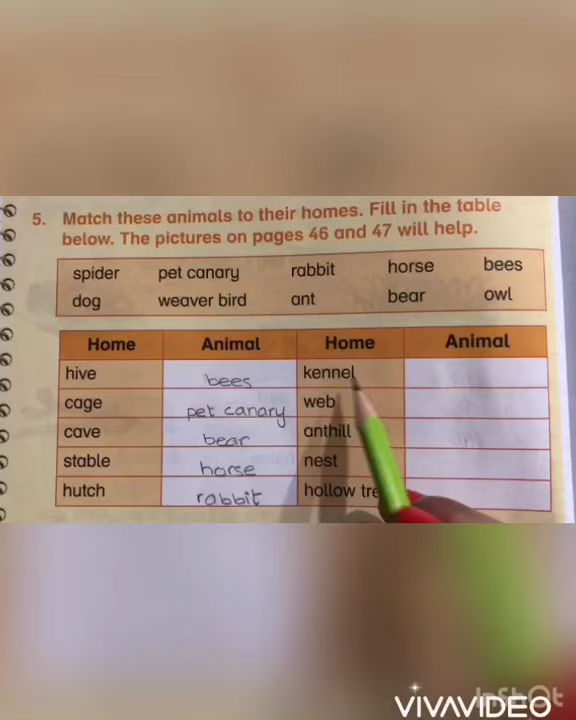 5. Match these animals to their homes. Fill in the table
below. The pictures on pages 46 and 47 will help.
spider pet canary rabbit horse bees
dog weaver bird ant bear owl
Home Animal Home Animal
hive bees kennel
cage pet canary web
cave bear anthill
stable horse nest
hutch rabbit hollow
InShOt
VIVAVIDEO